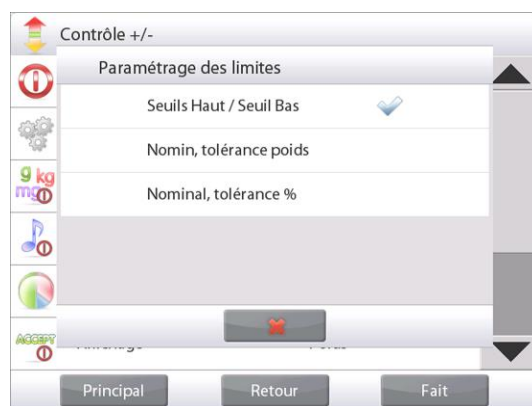 Contrôle +/-
Paramétrage des limites
Seuils Haut / Seuil Bas
Nomin, tolérance poids
Nominal, tolérance %
g kg
mg
ACCEPT
Principal Retour Fait